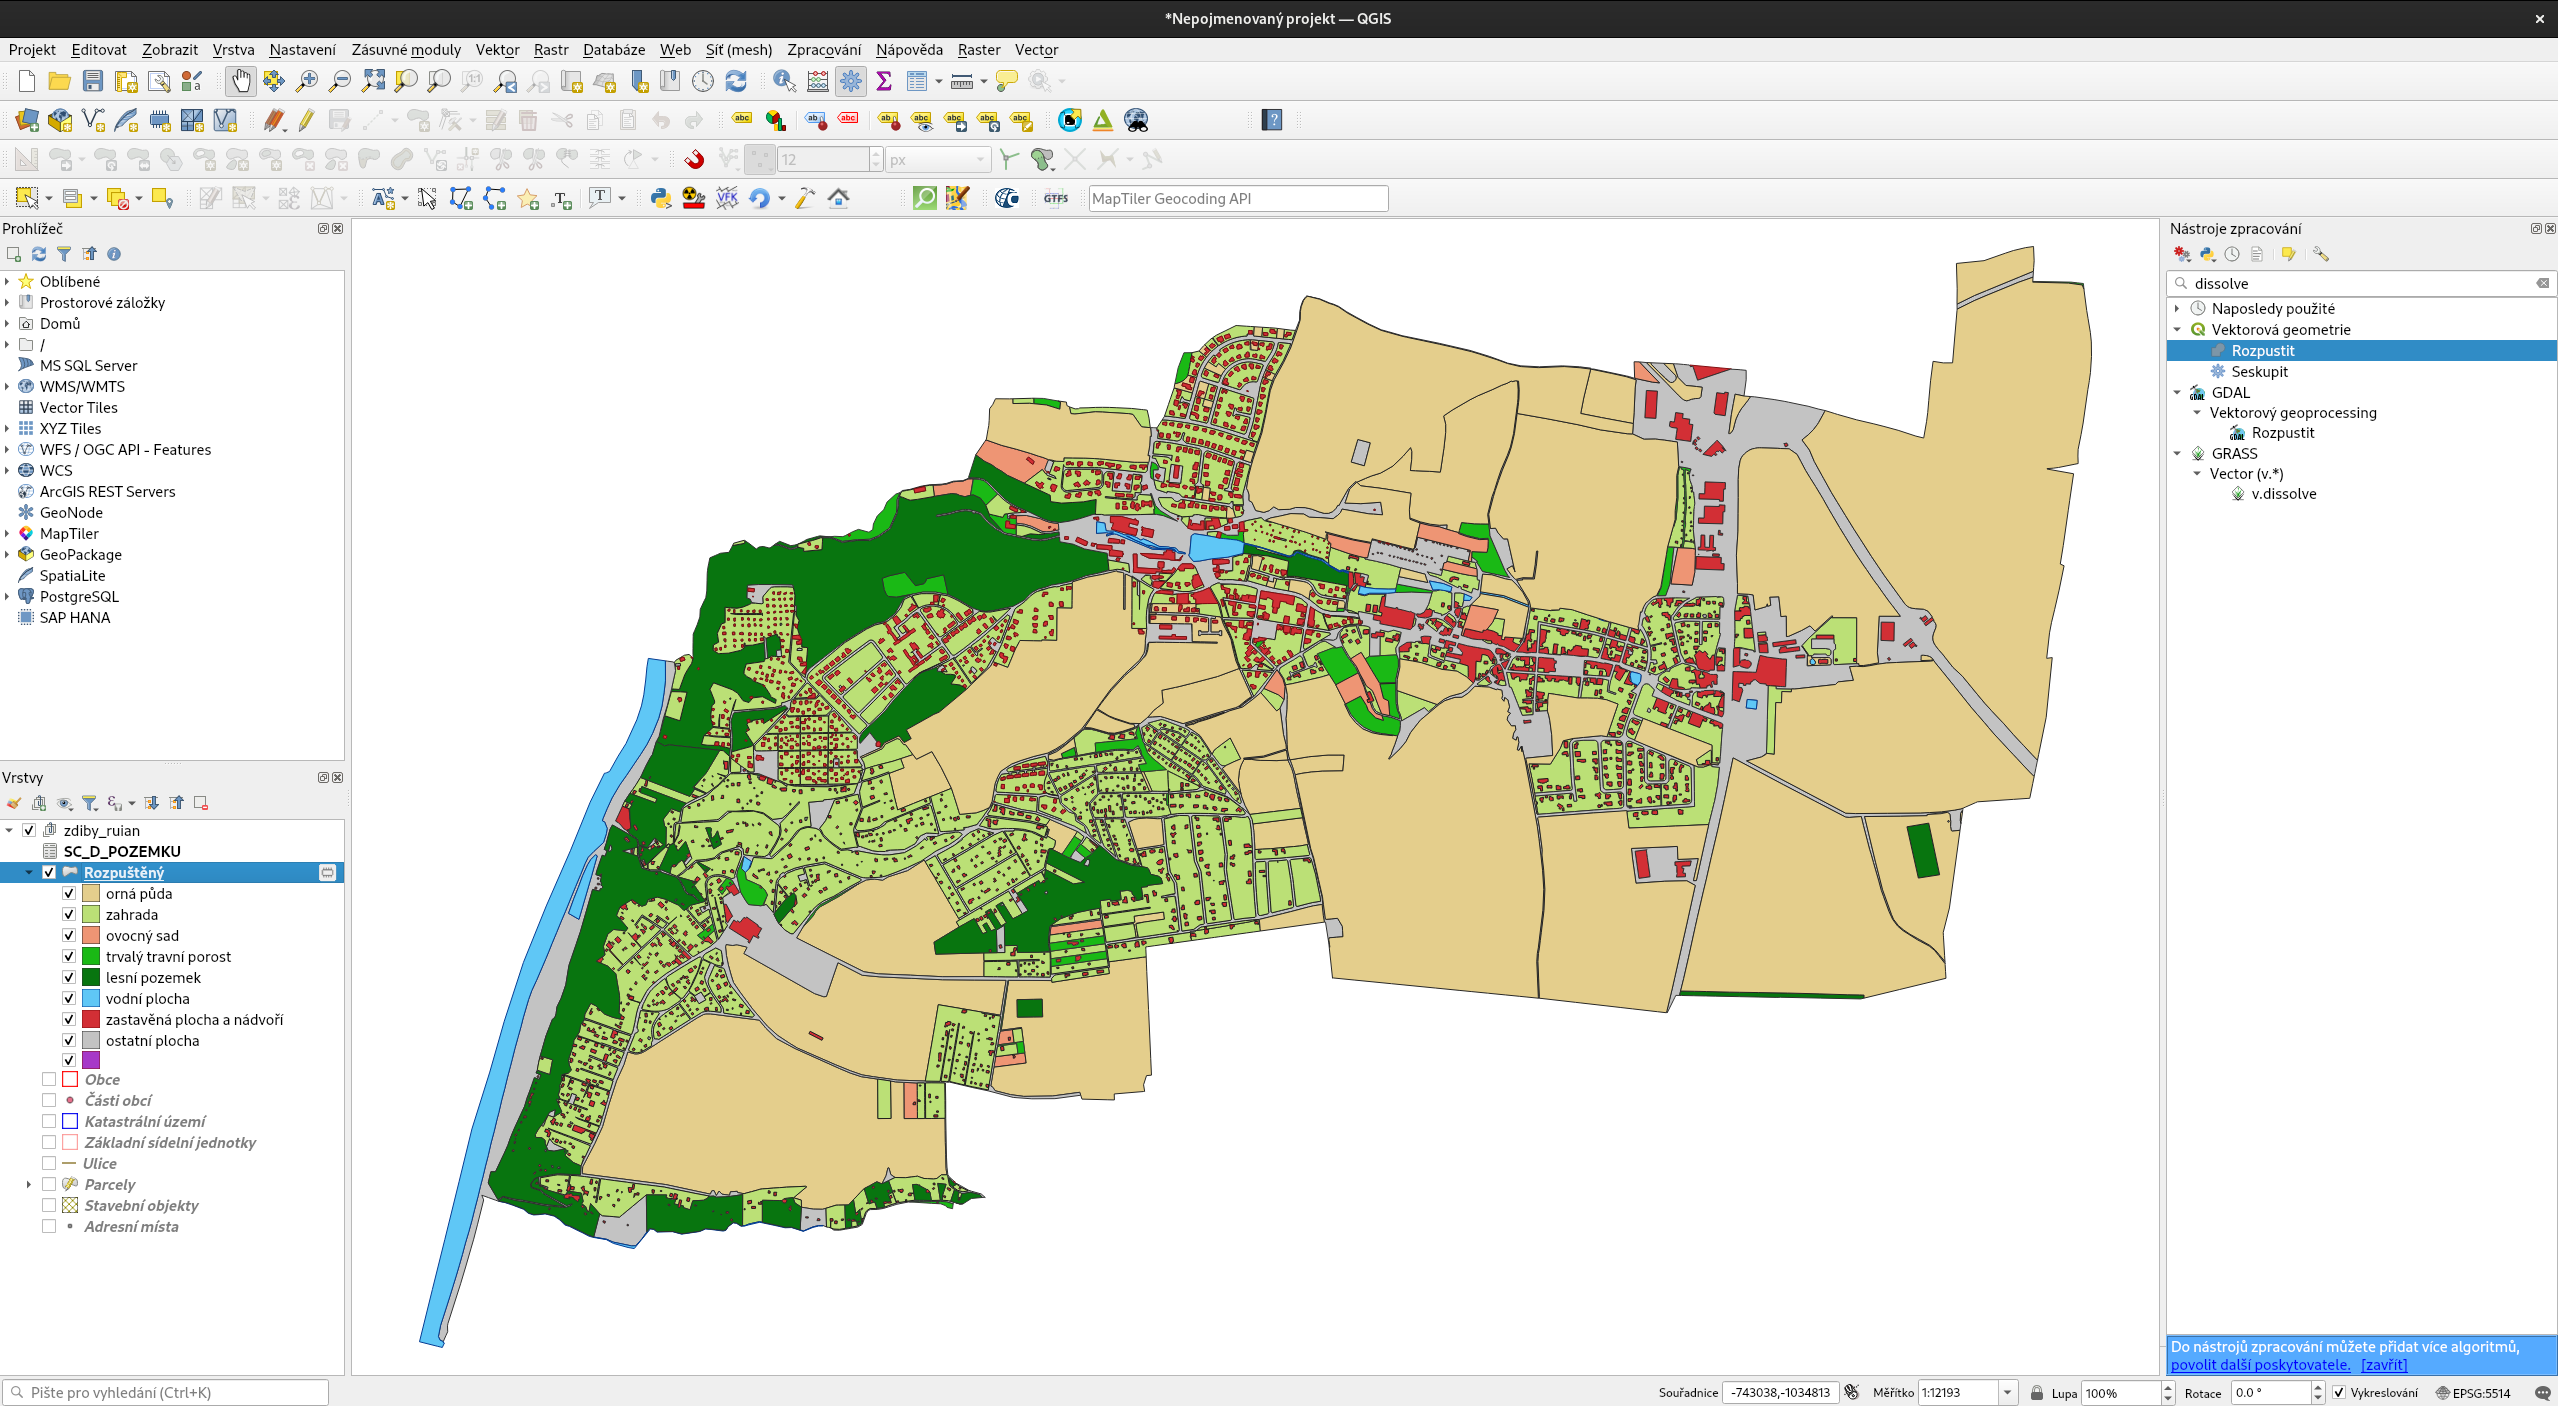 *Nepojmenovaný projekt — QGIS
Projekt Editovat Zobrazit Vrstva Nastavení Zásuvné moduly Vektor Rastr Databáze Web Síť (mesh) Zpracování Nápověda Raster Vector
12 px
MapTiler Geocoding API
Prohlížeč
Oblíbené
Prostorové záložky
Domů
/
MS SQL Server
WMS/WMTS
Vector Tiles
XYZ Tiles
WFS / OGC API - Features
WCS
ArcGIS REST Servers
GeoNode
MapTiler
GeoPackage
SpatiaLite
PostgreSQL
SAP HANA
Vrstvy
zdiby_ruian
SC_D_POZEMKU
Rozpuštěný
orná půda
zahrada
ovocný sad
trvalý travní porost
lesní pozemek
vodní plocha
zastavěná plocha a nádvoří
ostatní plocha
Obce
Části obcí
Katastrální území
Základní sídelní jednotky
Ulice
Parcely
Stavební objekty
Adresní místa
Nástroje zpracování
dissolve
Naposledy použité
Vektorová geometrie
Rozpustit
Seskupit
GDAL
Vektorový geoprocessing
Rozpustit
GRASS
Vector (v.*)
v.dissolve
Do nástrojů zpracování můžete přidat více algoritmů,
povolit další poskytovatele. [zavřít]
Pište pro vyhledání (Ctrl+K)
Souřadnice -743038,-1034813 Měřítko 1:12193 Lupa 100% Rotace 0.0 ° Vykreslování EPSG:5514